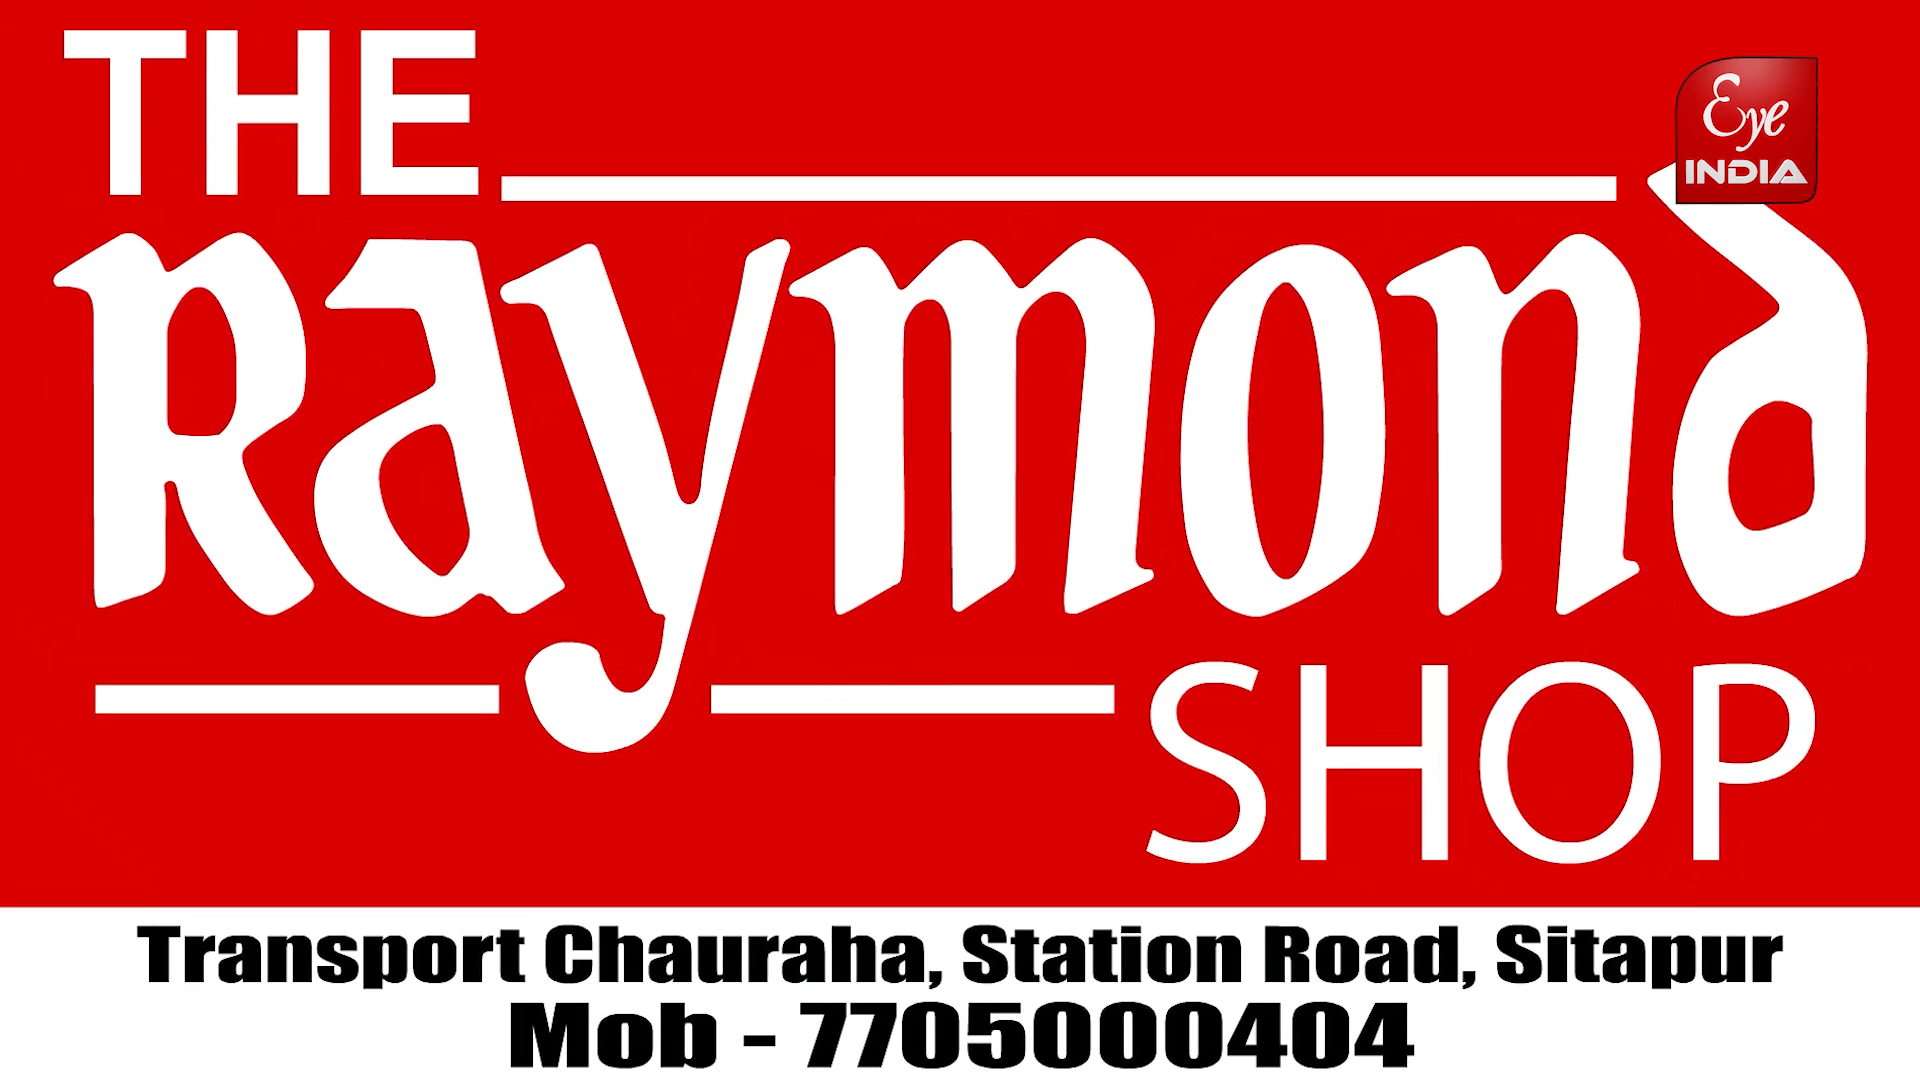 THE
Raymond
SHOP
Eye
INDIA
Transport Chauraha, Station Road, Sitapur
Mob - 7705000404